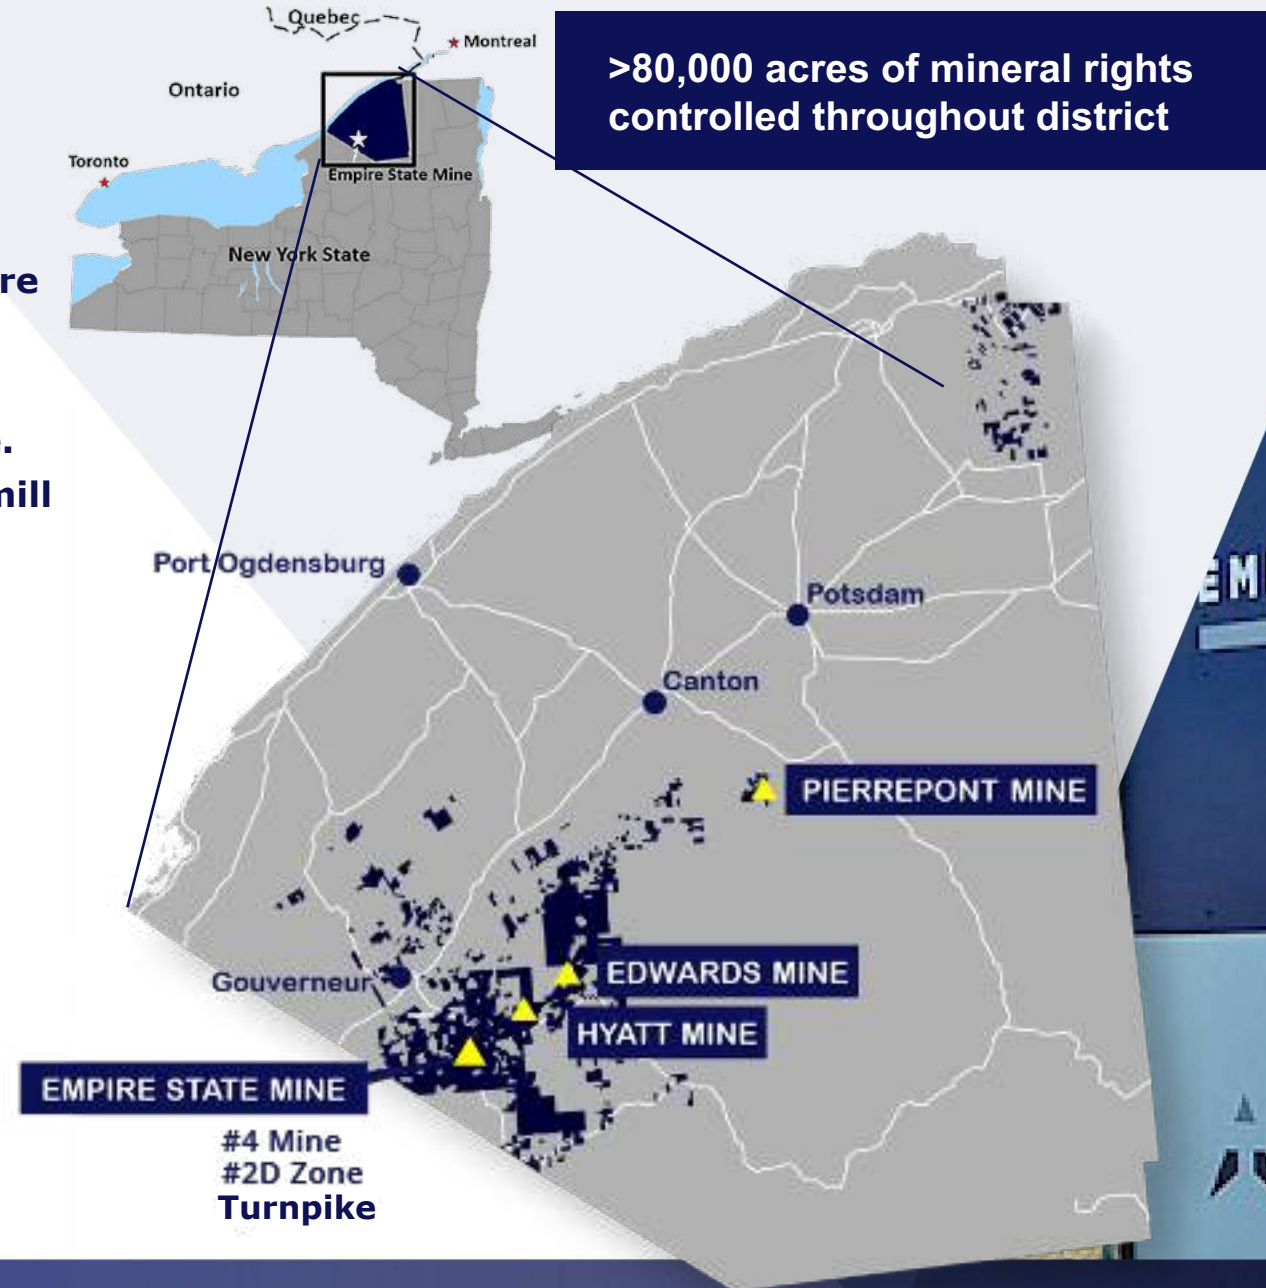 Quebec
Montreal
>80,000 acres of mineral rights
controlled throughout district
Ontario
Toronto
Empire State Mine
New York State
Port Ogdensburg
Potsdam
Canton
PIERREPONT MINE
EDWARDS MINE
Gouverneur
HYATT MINE
EMPIRE STATE MINE
#4 Mine
#2D Zone
Turnpike